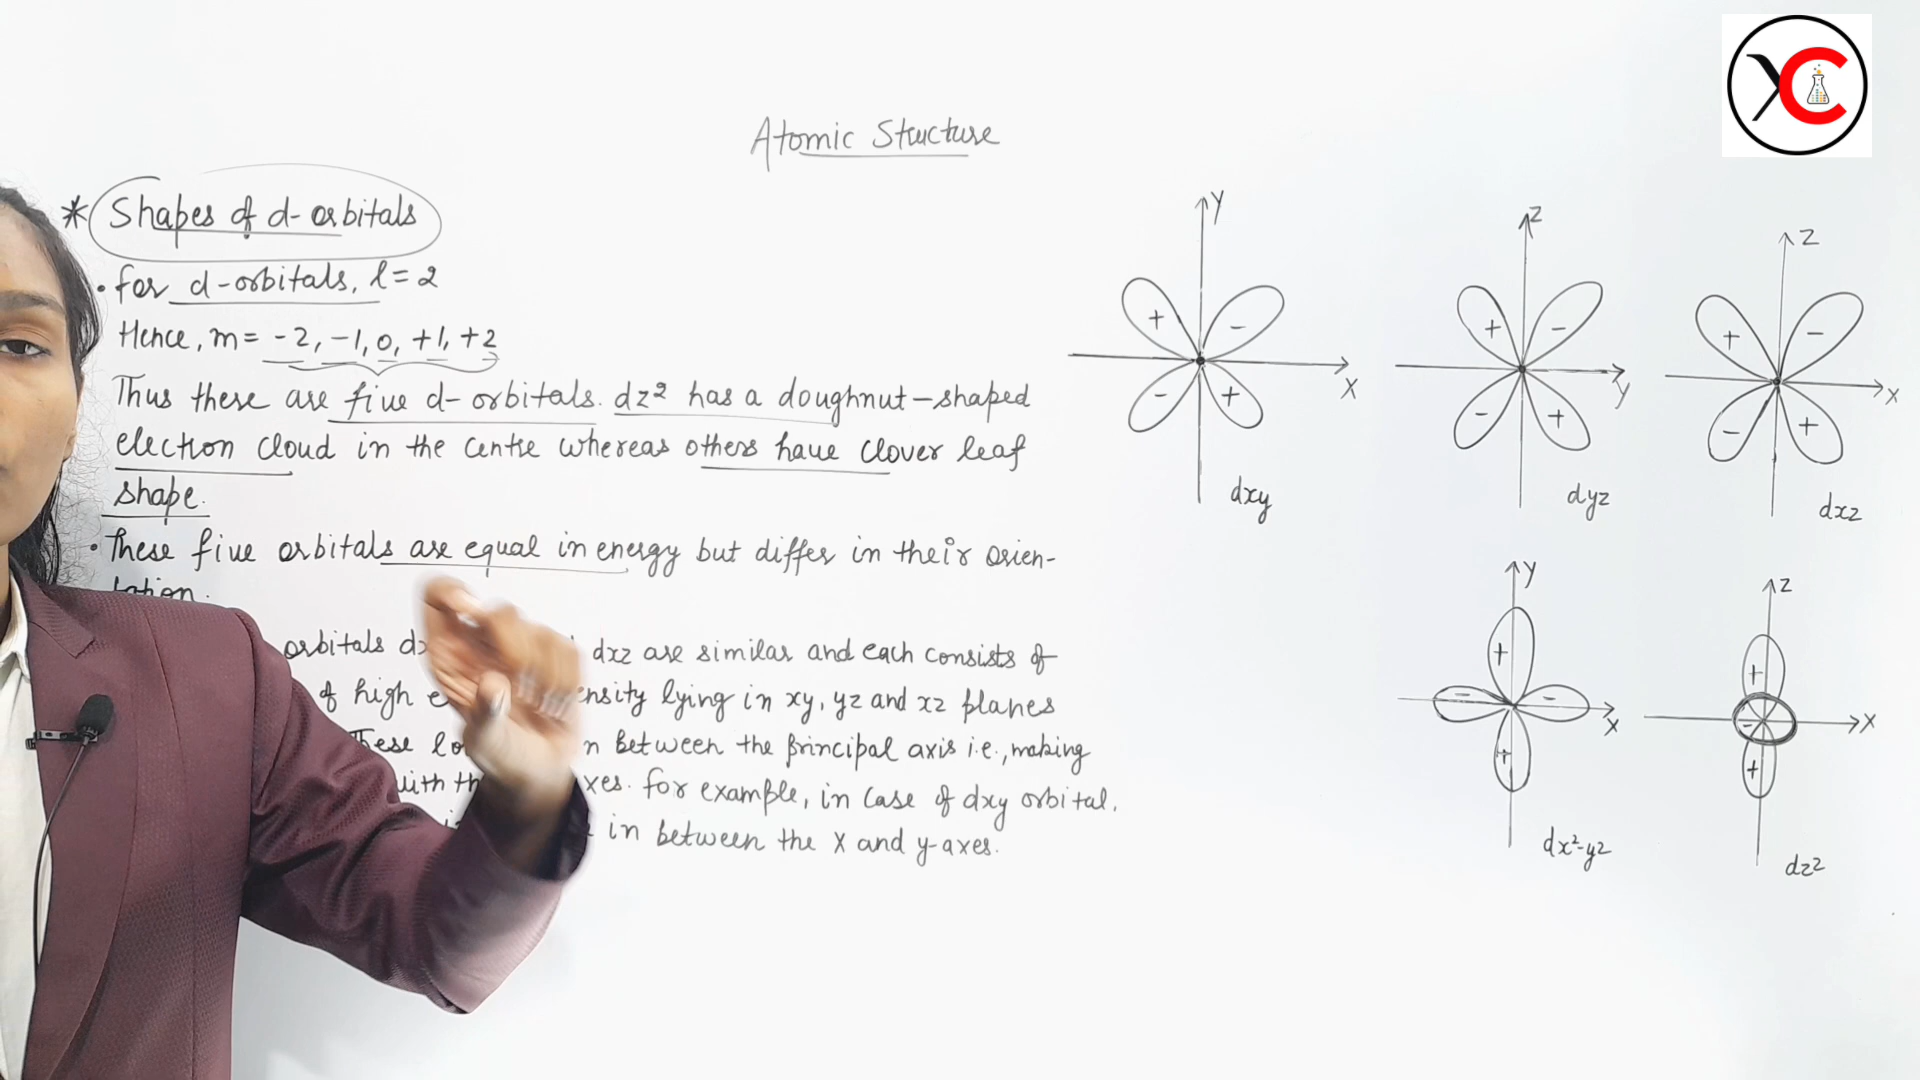 Atomic Structure
* Shapes of d-orbitals
• for d-orbitals, l = 2
Hence, m = -2, -1, 0, +1, +2
Thus there are five d-orbitals. dz² has a doughnut-shaped
election cloud in the centre whereas others have clover leaf
shape.
• These five orbitals are equal in energy but differ in their orien-
tation.
orbitals dxz are similar and each consists of
of high lying in xy, yz and xz planes
between the principal axis i.e., making
with for example, in case of dxy orbital.
in between the X and y-axes.
Y
+ -
- +
X
dxy
Z
+ -
- +
Y
dyz
Z
+ -
- +
X
dxz
Y
+
- -
X
+
dx²-y2
Z
+
-
X
+
dz2
XC